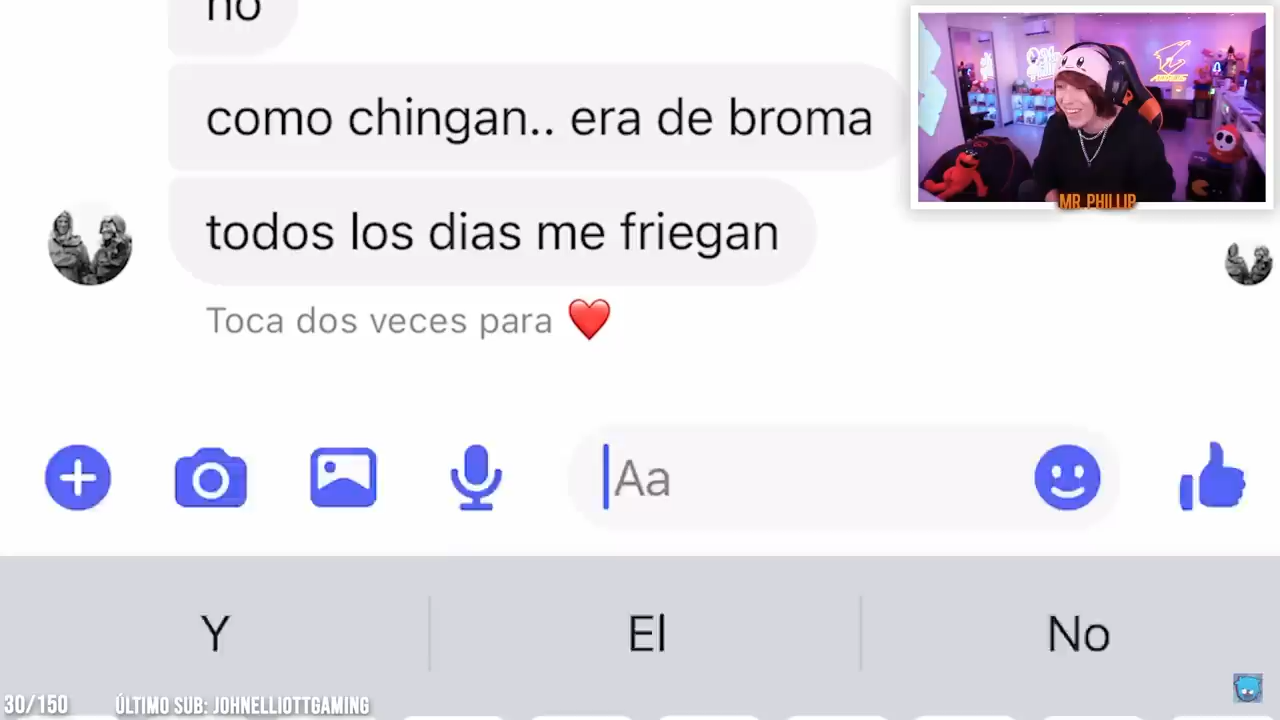 no
como chingan.. era de broma
MR. PHILLIP
todos los dias me friegan
Toca dos veces para ❤️
Aa
Y El No
30/150 ÚLTIMO SUB: JOHNELLIOTTGAMING